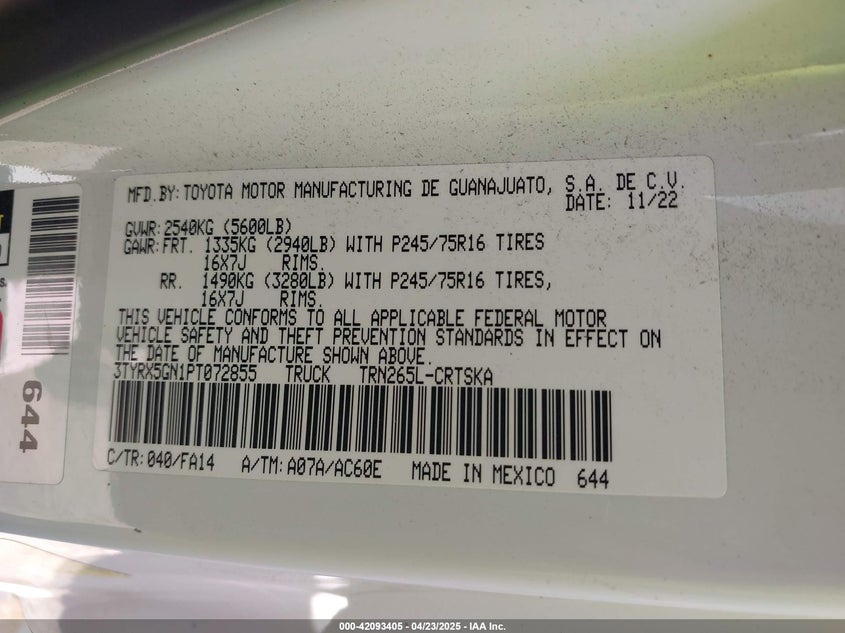 MFD.BY: TOYOTA MOTOR MANUFACTURING DE GUANAJUATO, S.A. DE C.V.
DATE: 11/22
GVWR: 2540KG (5600LB)
GAWR: FRT. 1335KG (2940LB) WITH P245/75R16 TIRES
16X7J RIMS.
RR. 1490KG (3280LB) WITH P245/75R16 TIRES,
16X7J RIMS.
THIS VEHICLE CONFORMS TO ALL APPLICABLE FEDERAL MOTOR
VEHICLE SAFETY AND THEFT PREVENTION STANDARDS IN EFFECT ON
THE DATE OF MANUFACTURE SHOWN ABOVE.
3TYRX5GN1PT072855 TRUCK TRN265L-CRTSKA
C/TR: 040/FA14 A/TM: A07A/AC60E MADE IN MEXICO 644
644
000-42093405 - 04/23/2025 - IAA Inc.